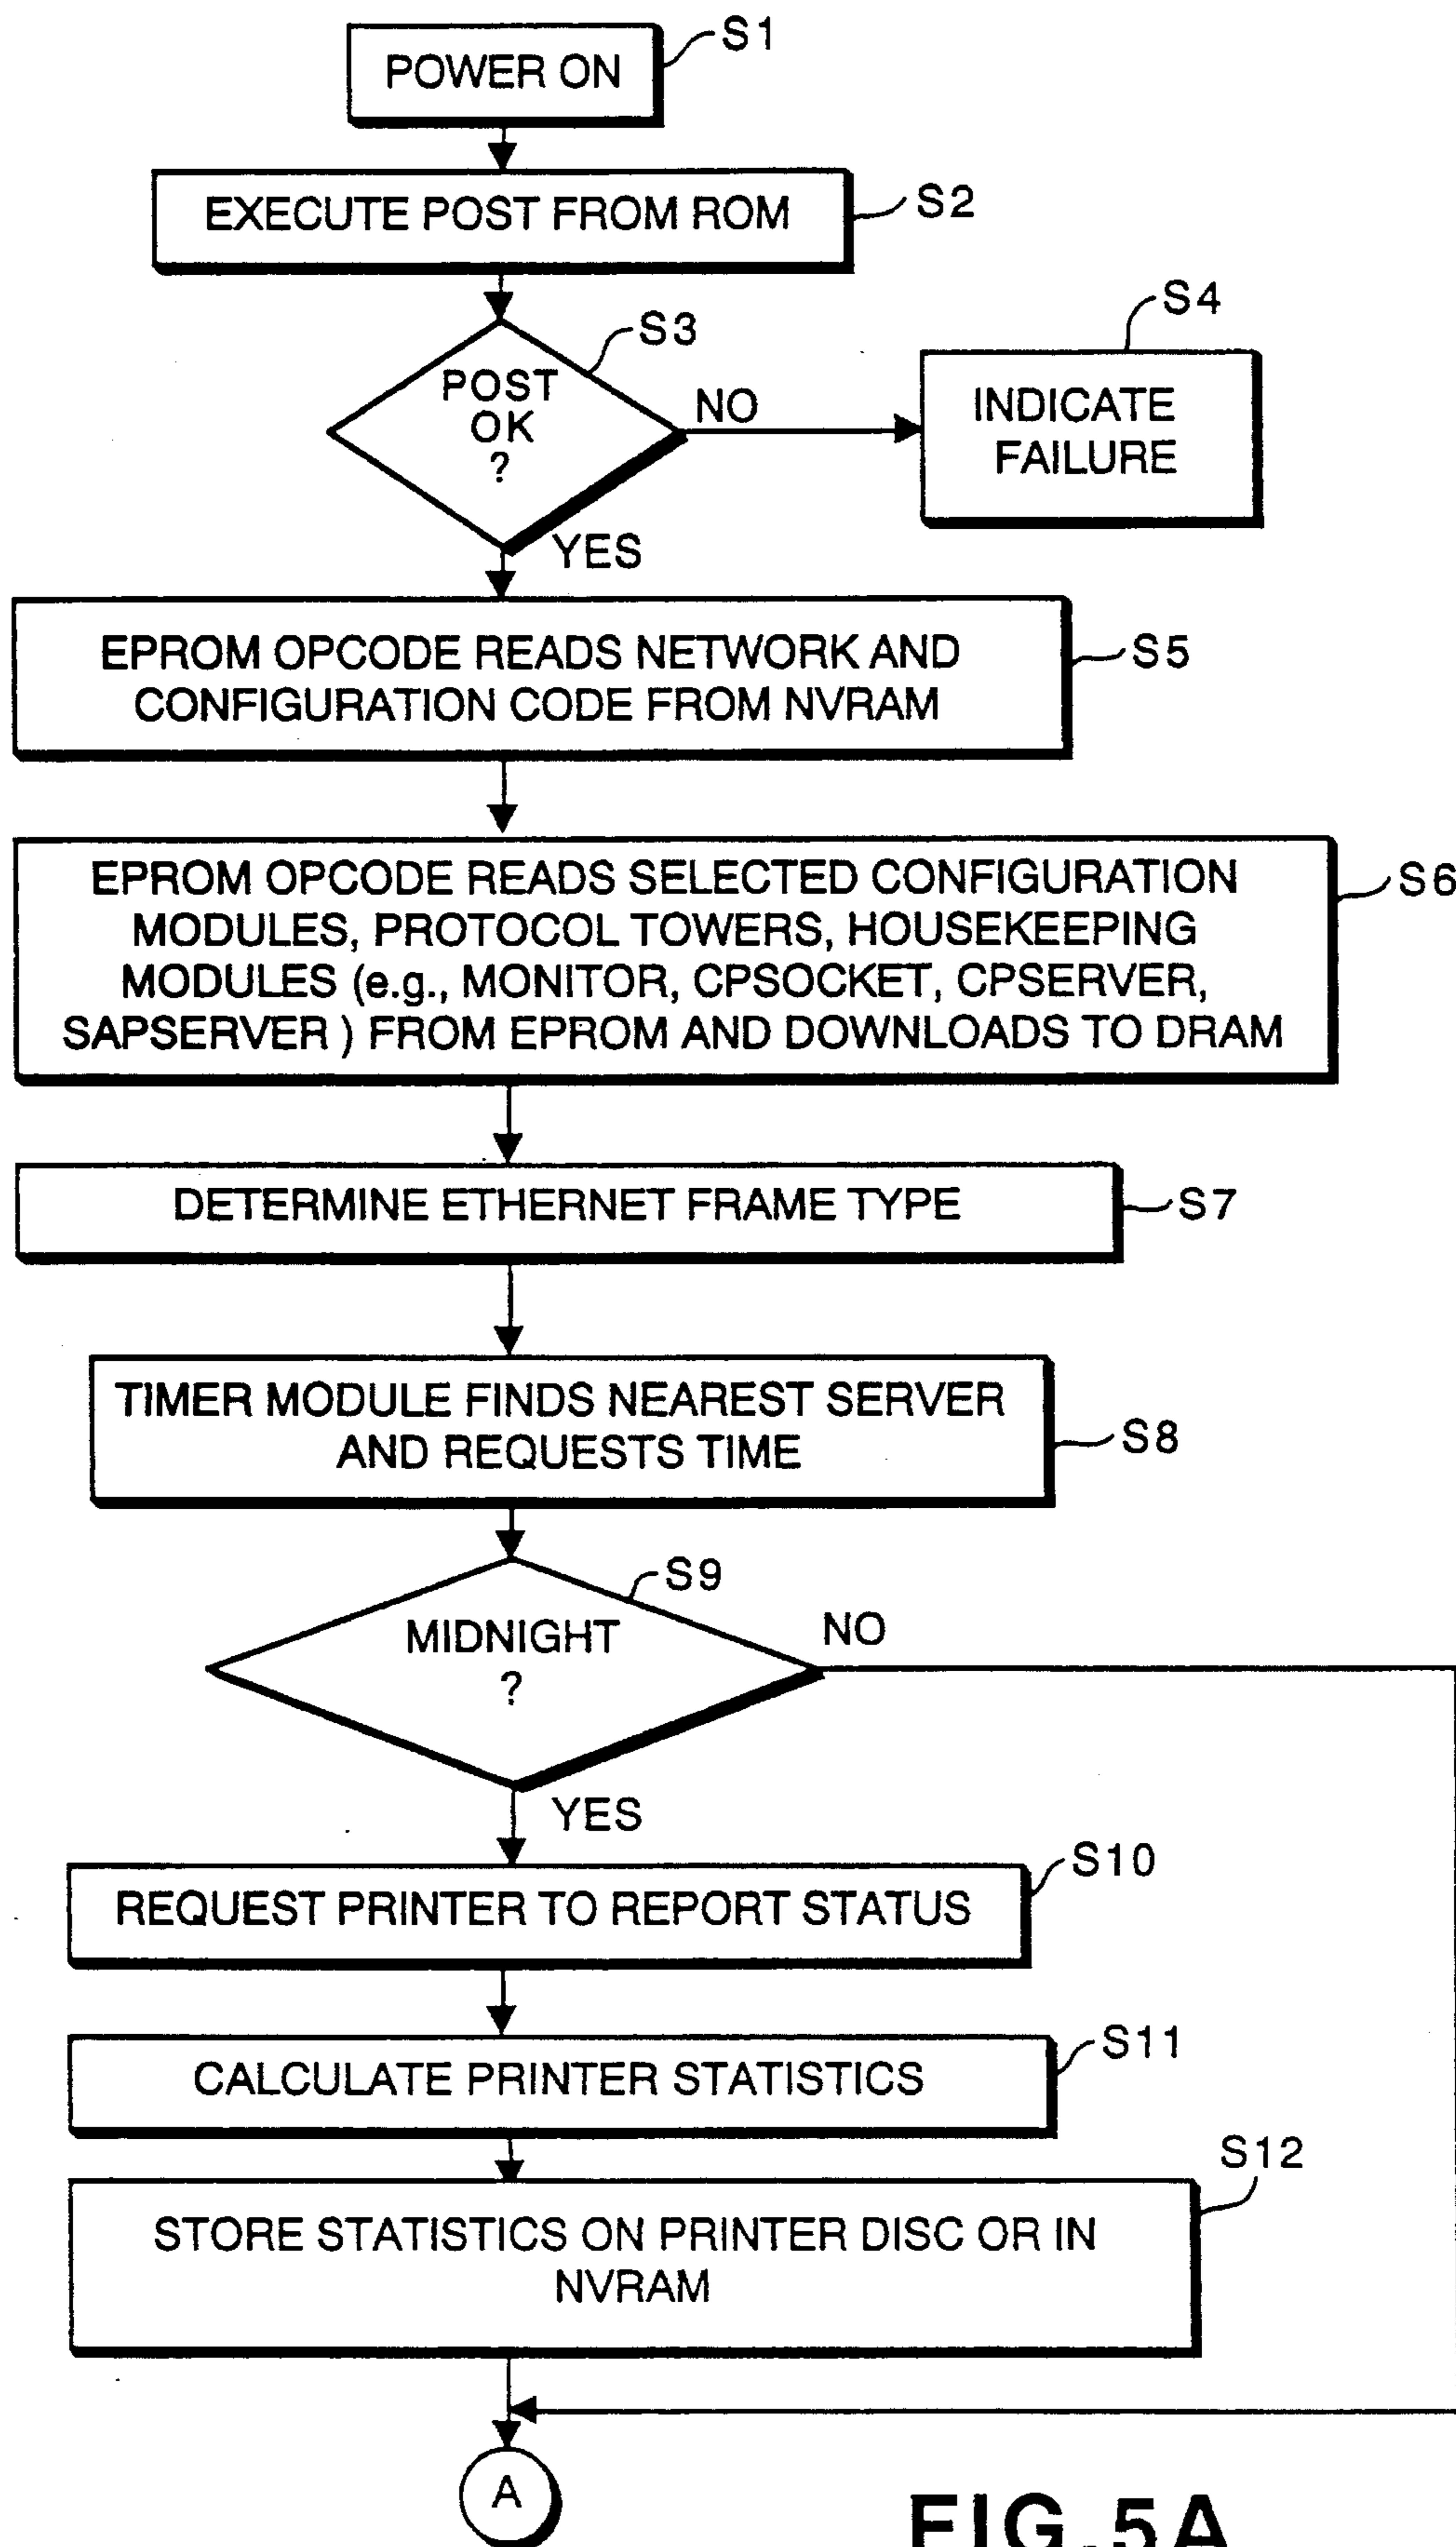 S1
POWER ON
EXECUTE POST FROM ROM
S2
S3
S4
POST
OK
?
NO
INDICATE
FAILURE
YES
EPROM OPCODE READS NETWORK AND
CONFIGURATION CODE FROM NVRAM
S5
EPROM OPCODE READS SELECTED CONFIGURATION
MODULES, PROTOCOL TOWERS, HOUSEKEEPING
MODULES (e.g., MONITOR, CPSOCKET, CPSERVER,
SAPSERVER ) FROM EPROM AND DOWNLOADS TO DRAM
S6
DETERMINE ETHERNET FRAME TYPE
S7
TIMER MODULE FINDS NEAREST SERVER
AND REQUESTS TIME
S8
S9
MIDNIGHT
?
NO
YES
S10
REQUEST PRINTER TO REPORT STATUS
S11
CALCULATE PRINTER STATISTICS
S12
STORE STATISTICS ON PRINTER DISC OR IN
NVRAM
A
FIG.5A